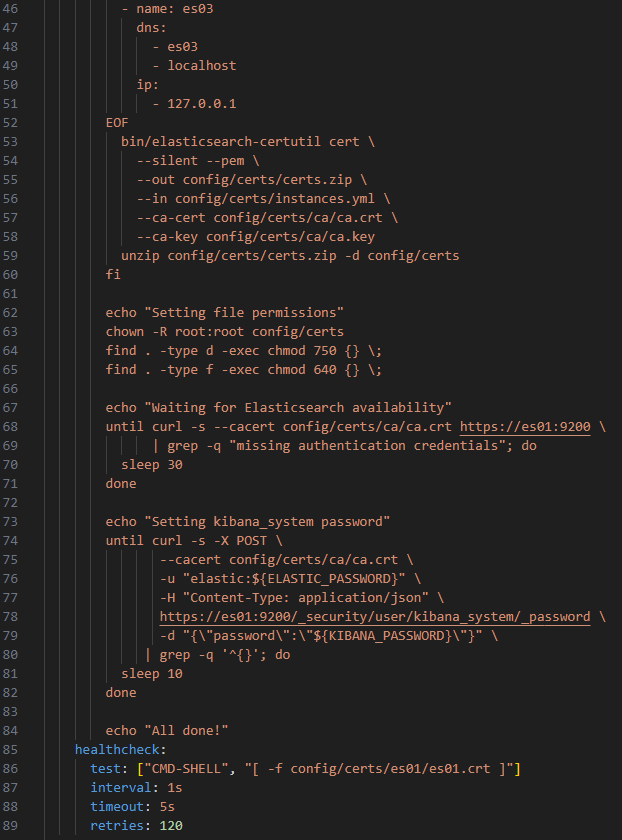 46 - name: es03
47 dns:
48 - es03
49 - localhost
50 ip:
51 - 127.0.0.1
52 EOF
53 bin/elasticsearch-certutil cert \
54 --silent --pem \
55 --out config/certs/certs.zip \
56 --in config/certs/instances.yml \
57 --ca-cert config/certs/ca/ca.crt \
58 --ca-key config/certs/ca/ca.key
59 unzip config/certs/certs.zip -d config/certs
60 fi
61
62 echo "Setting file permissions"
63 chown -R root:root config/certs
64 find . -type d -exec chmod 750 {} \;
65 find . -type f -exec chmod 640 {} \;
66
67 echo "Waiting for Elasticsearch availability"
68 until curl -s --cacert config/certs/ca/ca.crt https://es01:9200 \
69 | grep -q "missing authentication credentials"; do
70 sleep 30
71 done
72
73 echo "Setting kibana_system password"
74 until curl -s -X POST \
75 --cacert config/certs/ca/ca.crt \
76 -u "elastic:${ELASTIC_PASSWORD}" \
77 -H "Content-Type: application/json" \
78 https://es01:9200/_security/user/kibana_system/_password \
79 -d "{\"password\":\"${KIBANA_PASSWORD}\"}" \
80 | grep -q '^{}'; do
81 sleep 10
82 done
83
84 echo "All done!"
85 healthcheck:
86 test: ["CMD-SHELL", "[ -f config/certs/es01/es01.crt ]"]
87 interval: 1s
88 timeout: 5s
89 retries: 120